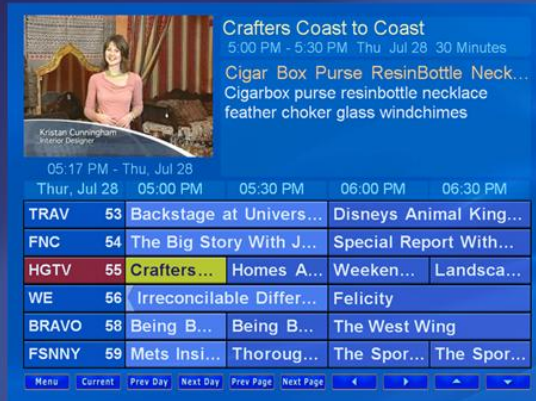 Crafters Coast to Coast
5:00 PM - 5:30 PM Thu Jul 28 30 Minutes
Cigar Box Purse ResinBottle Neck...
Cigarbox purse resinbottle necklace
feather choker glass windchimes
Kristan Cunningham
Interior Designer
05:17 PM - Thu, Jul 28
Thur, Jul 28 05:00 PM 05:30 PM 06:00 PM 06:30 PM
TRAV 53 Backstage at Univers... Disneys Animal King...
FNC 54 The Big Story With J... Special Report With...
HGTV 55 Crafters... Homes A... Weeken... Landsca...
WE 56 Irreconcilable Differ... Felicity
BRAVO 58 Being B... Being B... The West Wing
FSNNY 59 Mets Insi... Thoroug... The Spor... The Spor...
Menu Current Prev Day Next Day Prev Page Next Page